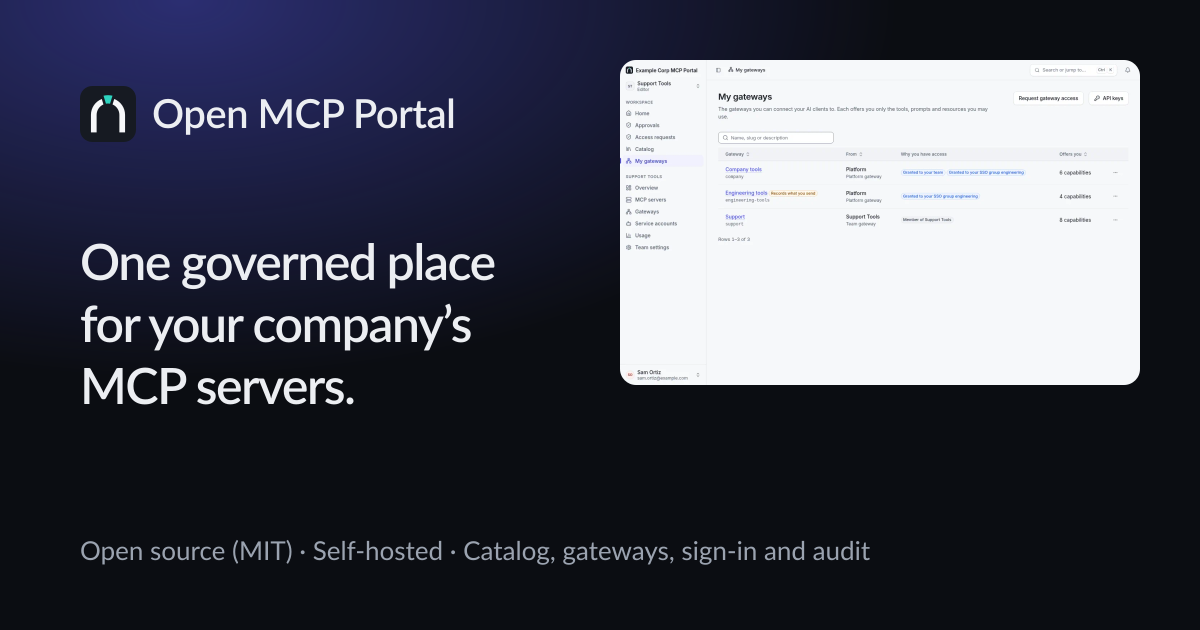 Open MCP Portal
One governed place
for your company’s
MCP servers.
Open source (MIT) · Self-hosted · Catalog, gateways, sign-in and audit
Example Corp MCP Portal
Support Tools
Editor
WORKSPACE
Home
Approvals
Access requests
Catalog
My gateways
SUPPORT TOOLS
Overview
MCP servers
Gateways
Service accounts
Usage
Team settings
Sam Ortiz
sam.ortiz@example.com
My gateways
Search or jump to...
Ctrl K
My gateways
The gateways you can connect your AI clients to. Each offers you only the tools, prompts and resources you may
use.
Request gateway access
API keys
Name, slug or description
Gateway From Why you have access Offers you
Company tools Platform Granted to your team Granted to your SSO group engineering 6 capabilities
company Platform gateway
Engineering tools Records what you send Platform Granted to your SSO group engineering 4 capabilities
engineering-tools Platform gateway
Support Support Tools Member of Support Tools 8 capabilities
support Team gateway
Rows 1–3 of 3